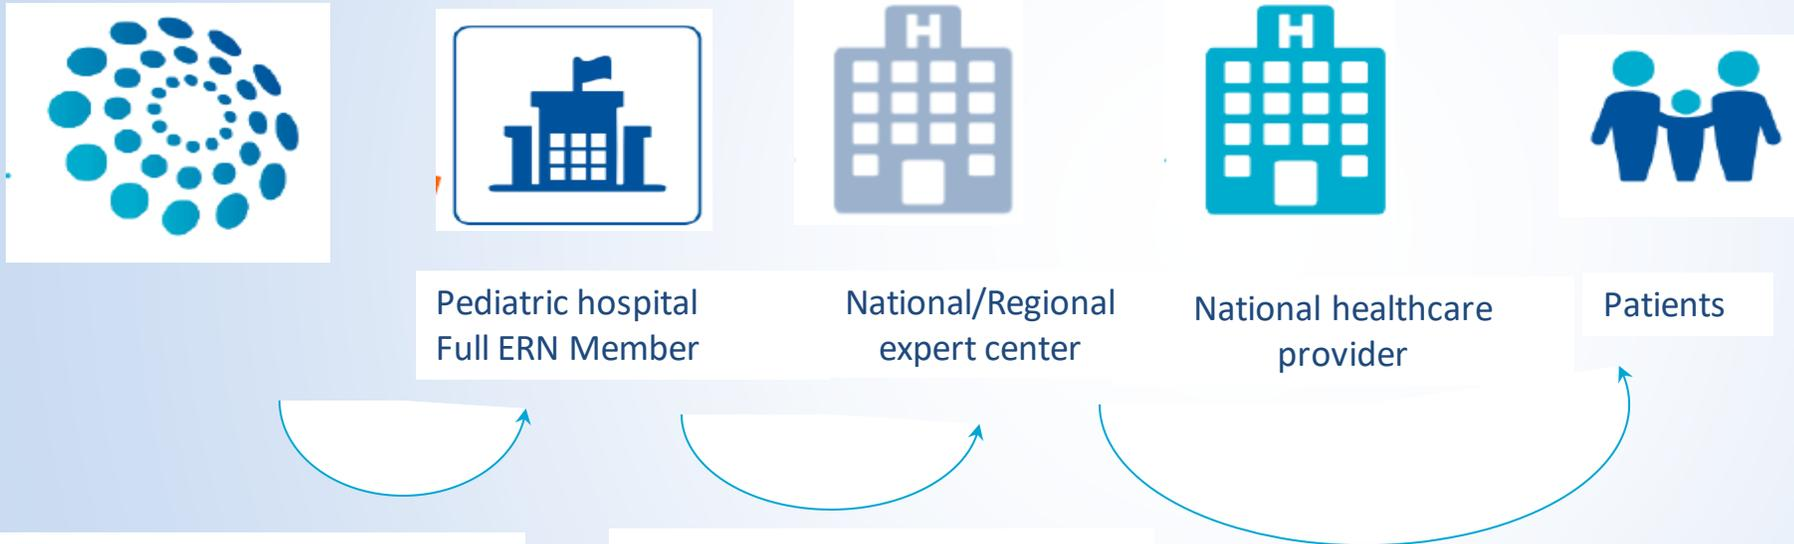 H
H
Pediatric hospital
Full ERN Member
National/Regional
expert center
National healthcare
provider
Patients